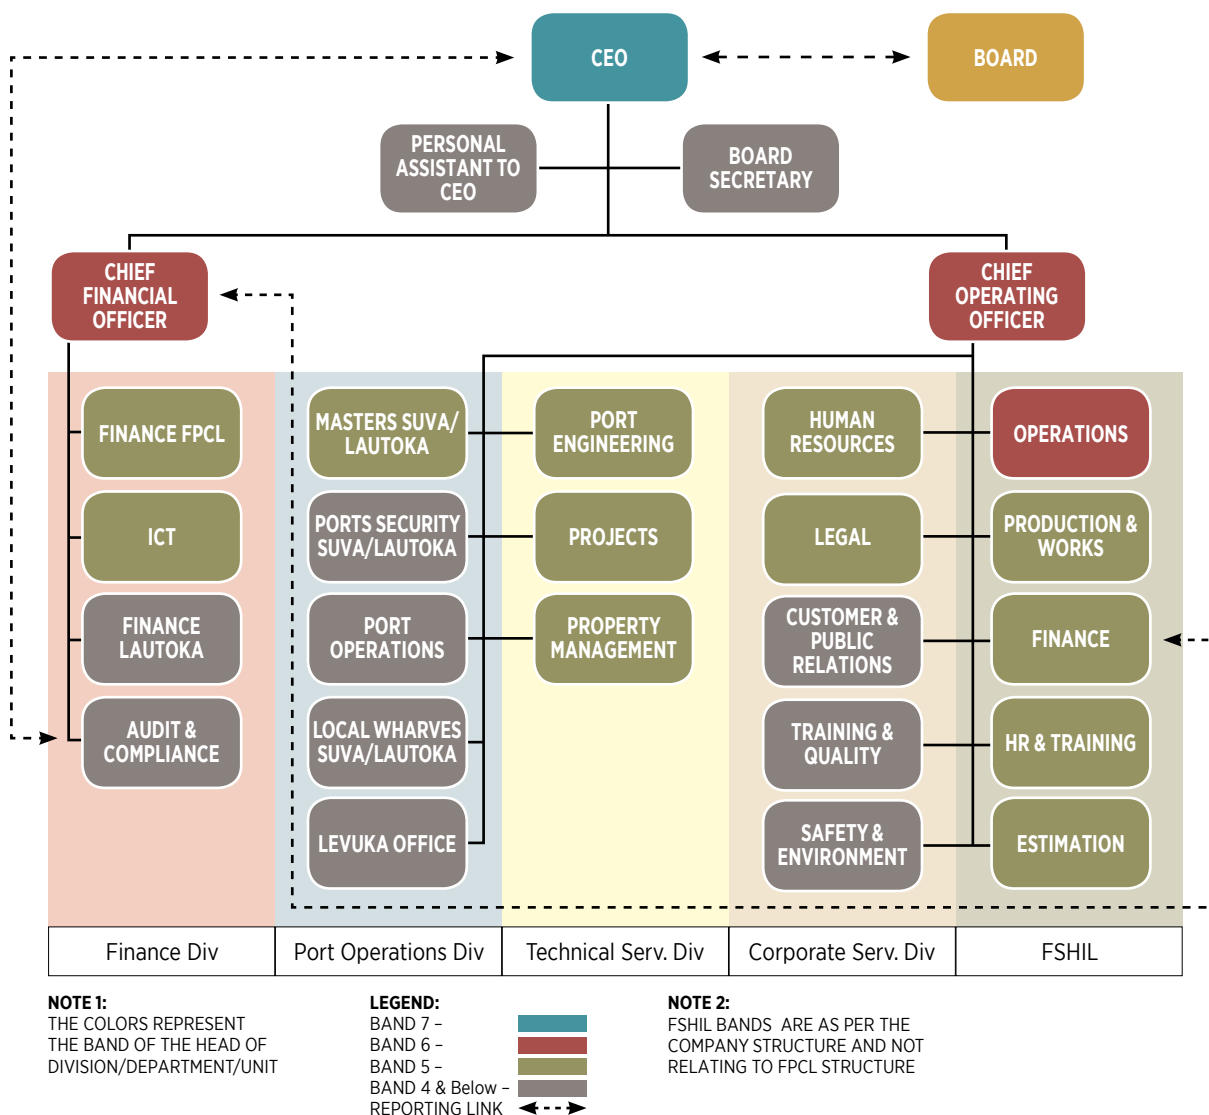 CEO
BOARD
PERSONAL
ASSISTANT TO
CEO
BOARD
SECRETARY
CHIEF
FINANCIAL
OFFICER
CHIEF
OPERATING
OFFICER
FINANCE FPCL
ICT
FINANCE
LAUTOKA
AUDIT &
COMPLIANCE
MASTERS SUVA/
LAUTOKA
PORTS SECURITY
SUVA/LAUTOKA
PORT
OPERATIONS
LOCAL WHARVES
SUVA/LAUTOKA
LEVUKA OFFICE
PORT
ENGINEERING
PROJECTS
PROPERTY
MANAGEMENT
HUMAN
RESOURCES
LEGAL
CUSTOMER &
PUBLIC
RELATIONS
TRAINING &
QUALITY
SAFETY &
ENVIRONMENT
OPERATIONS
PRODUCTION &
WORKS
FINANCE
HR & TRAINING
ESTIMATION
Finance Div
Port Operations Div
Technical Serv. Div
Corporate Serv. Div
FSHIL
NOTE 1:
THE COLORS REPRESENT
THE BAND OF THE HEAD OF
DIVISION/DEPARTMENT/UNIT
LEGEND:
BAND 7 –
BAND 6 –
BAND 5 –
BAND 4 & Below –
REPORTING LINK
NOTE 2:
FSHIL BANDS ARE AS PER THE
COMPANY STRUCTURE AND NOT
RELATING TO FPCL STRUCTURE